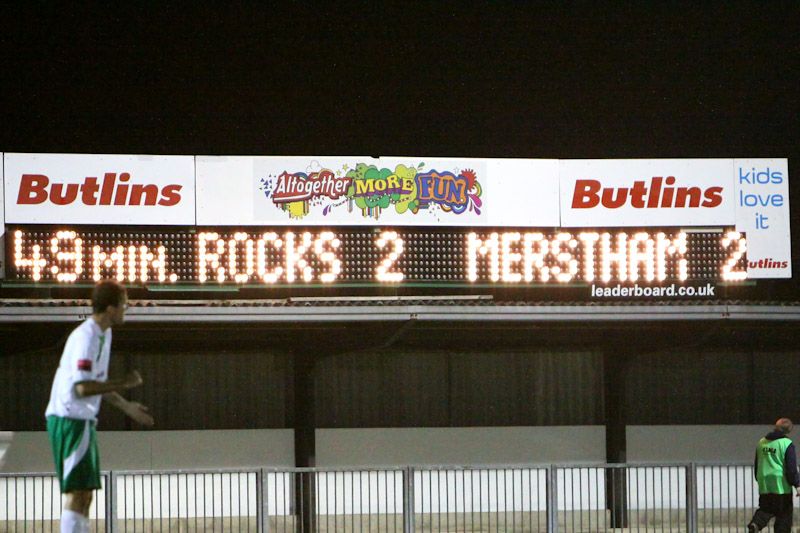 Butlins
Altogether MORE FUN!
Butlins
kids
love
it
Butlins
49 MIN. ROCKS 2 MERSTHAM 2
leaderboard.co.uk